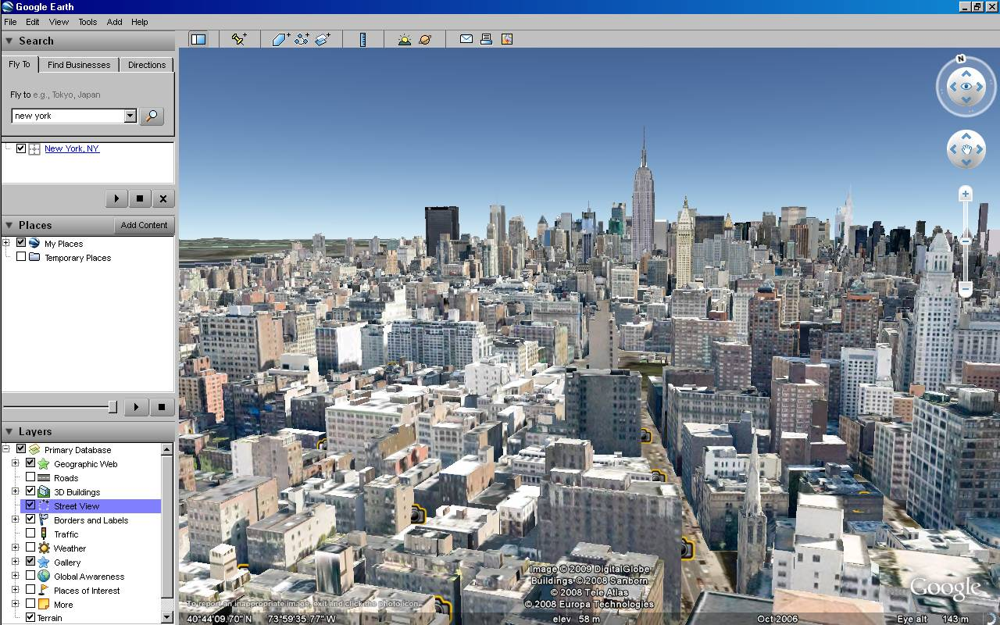 Google Earth
File Edit View Tools Add Help
Search
Fly To Find Businesses Directions
Fly to e.g., Tokyo, Japan
new york
New York, NY
Places
Add Content
My Places
Temporary Places
Layers
Primary Database
Geographic Web
Roads
3D Buildings
Street View
Borders and Labels
Traffic
Weather
Gallery
Global Awareness
Places of Interest
More
Terrain
N
Image © 2009 DigitalGlobe
Buildings © 2008 Sanborn
© 2008 Tele Atlas
© 2008 Europa Technologies
Google
To report an inappropriate image, exit and click the photo icon
40°44'09.70" N 73°59'35.77" W elev 58 m Oct 2006 Eye alt 143 m